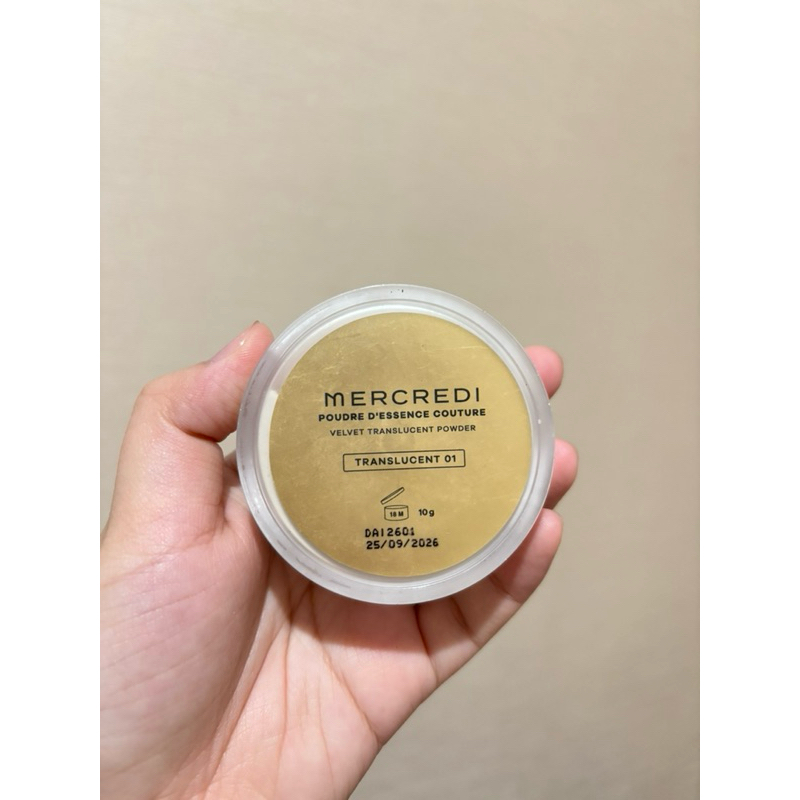 MERCREDI
POUDRE D'ESSENCE COUTURE
VELVET TRANSLUCENT POWDER
TRANSLUCENT 01
18 M 10g
DAI2601
25/09/2026